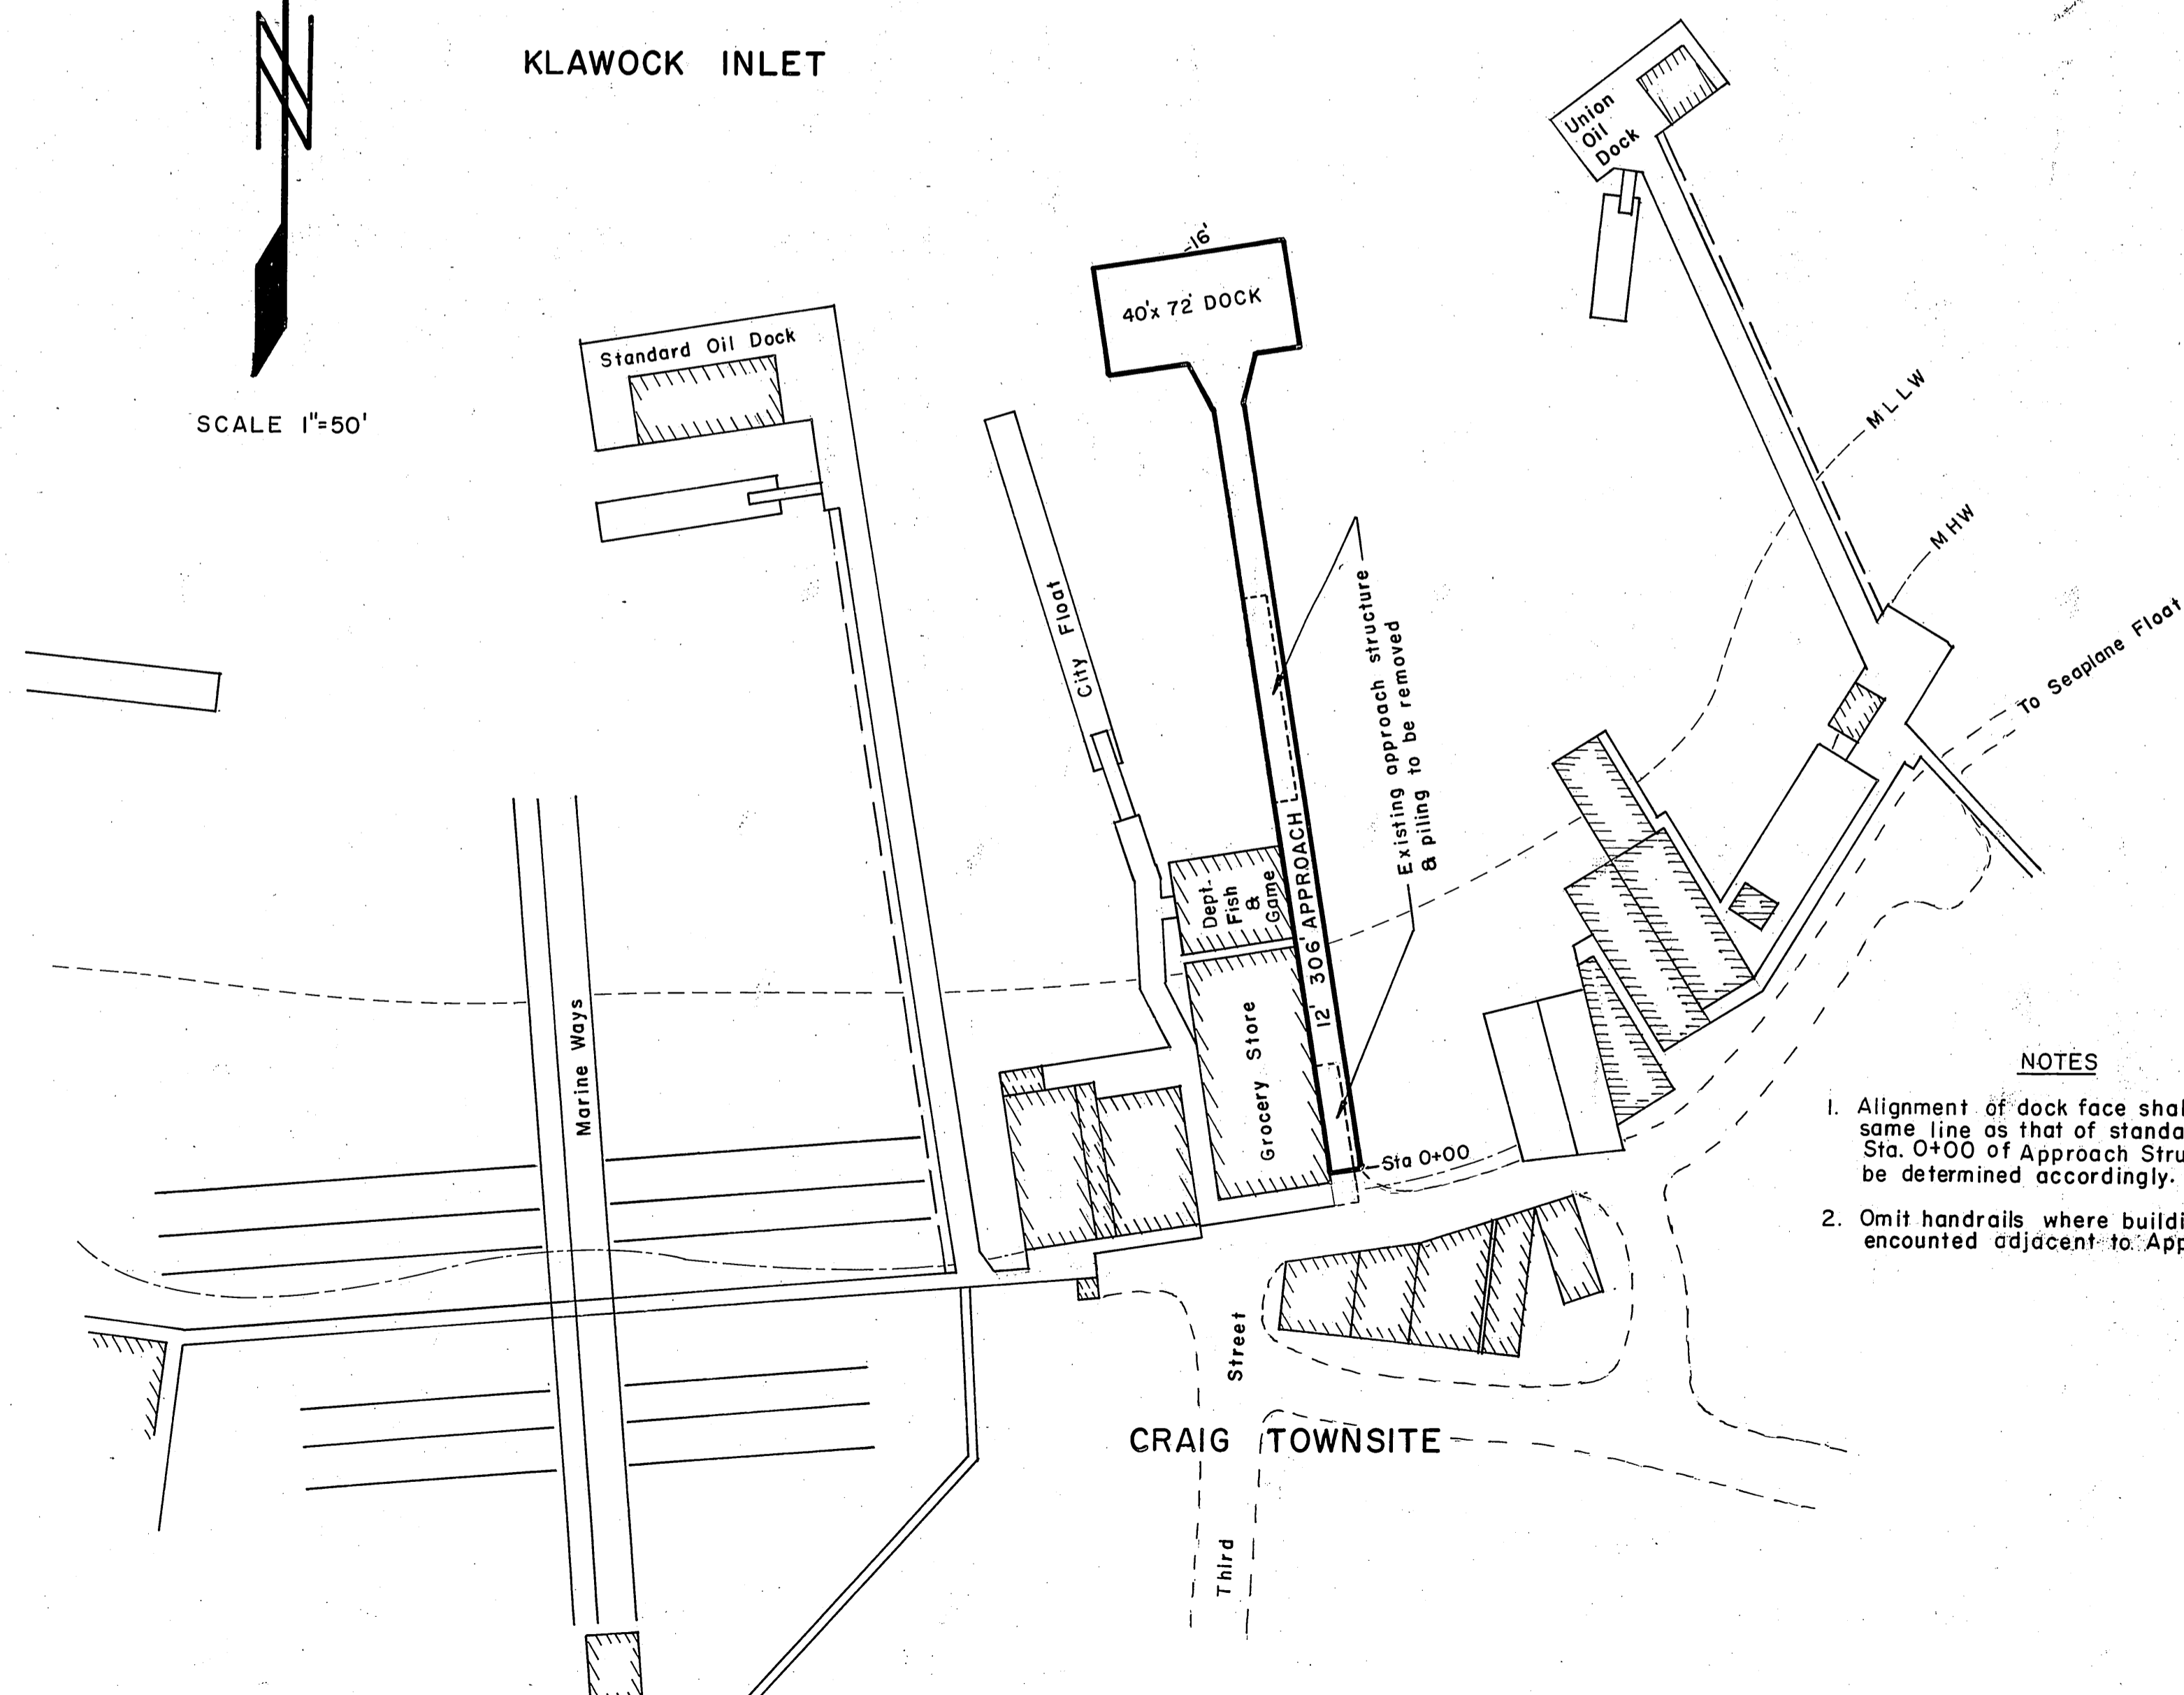 KLAWOCK INLET
SCALE 1"=50'
Union
Oil
Dock
-16'
40'x 72' DOCK
Standard Oil Dock
MLLW
MHW
To Seaplane Float
City Float
Existing approach structure
& piling to be removed
12' 306' APPROACH
Dept.
Fish
&
Game
Grocery Store
Marine Ways
Sta 0+00
NOTES
1. Alignment of dock face shal
same line as that of standa
Sta. 0+00 of Approach Stru
be determined accordingly.
2. Omit handrails where buildi
encounted adjacent to App
Third Street
CRAIG TOWNSITE